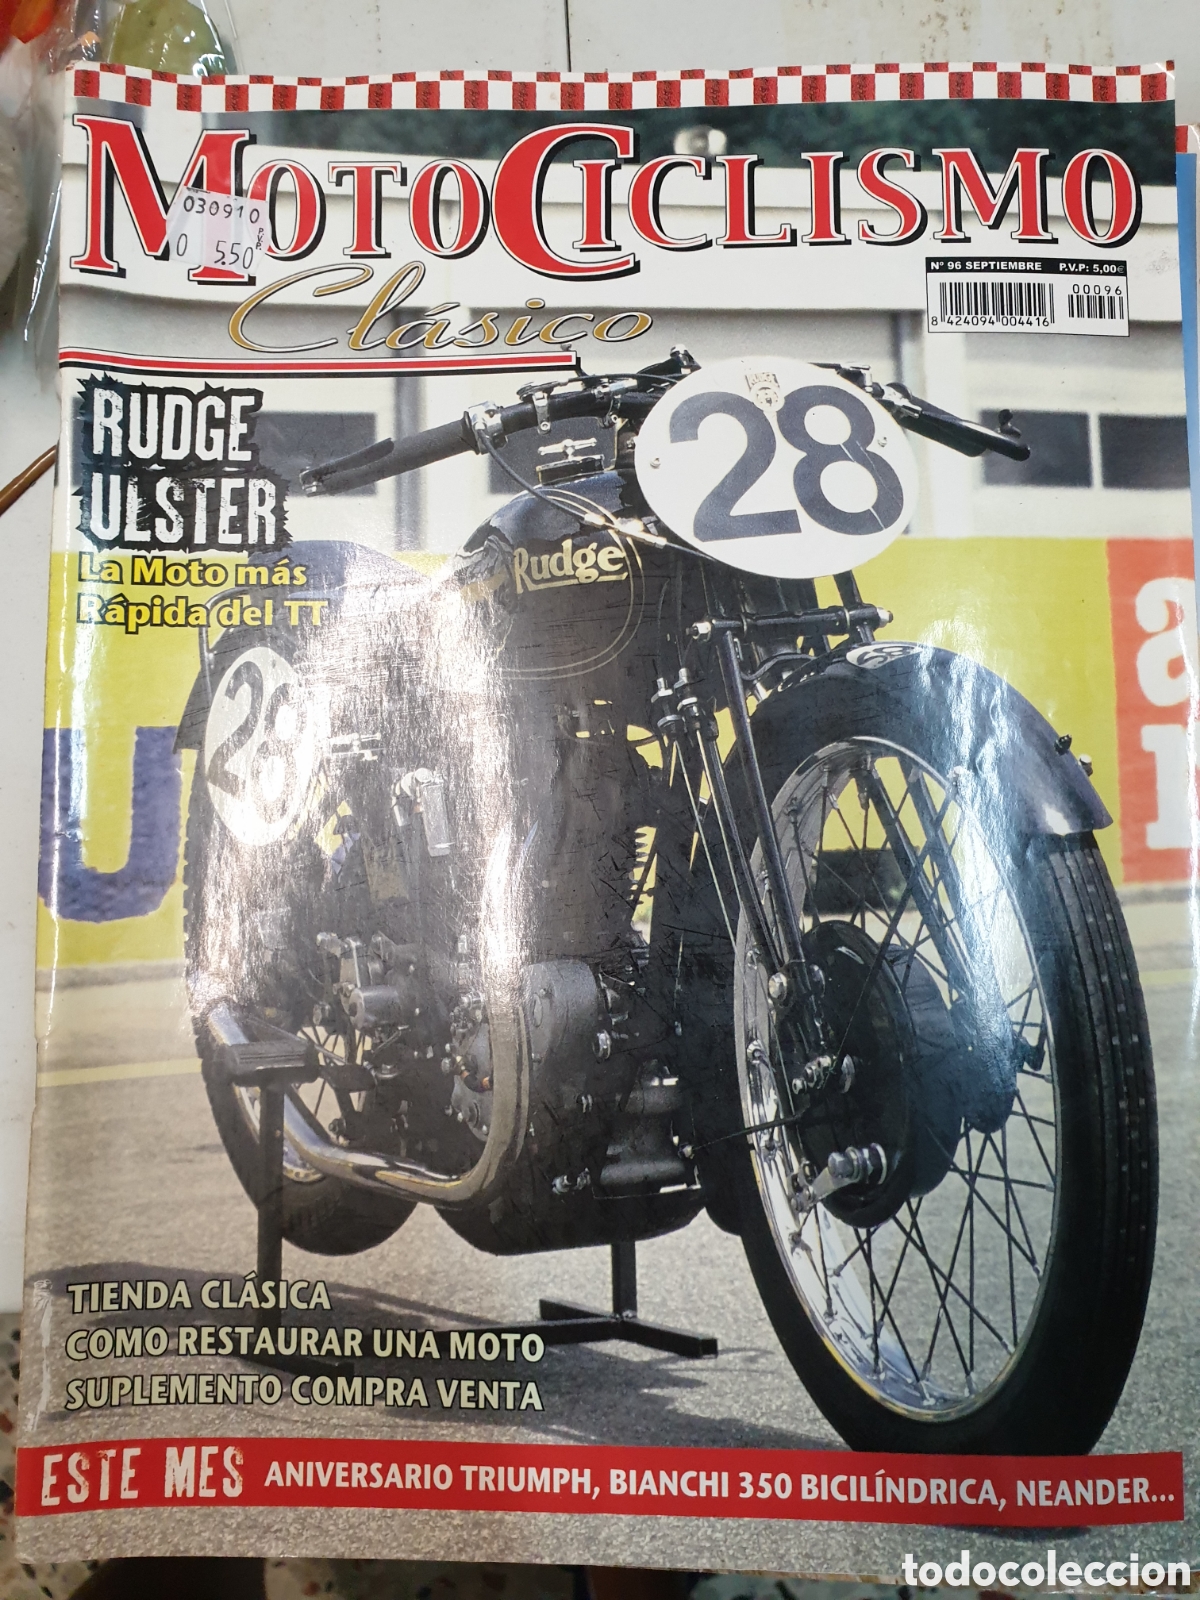 MOTOCICLISMO
Clásico
030910
0 5.50 P.V.P.
Nº 96 SEPTIEMBRE P.V.P: 5,00€
00096
8 424094 004416
RUDGE
ULSTER
La Moto más
Rápida del TT
28
Rudge
28
TIENDA CLÁSICA
COMO RESTAURAR UNA MOTO
SUPLEMENTO COMPRA VENTA
ESTE MES ANIVERSARIO TRIUMPH, BIANCHI 350 BICILÍNDRICA, NEANDER...
todocoleccion